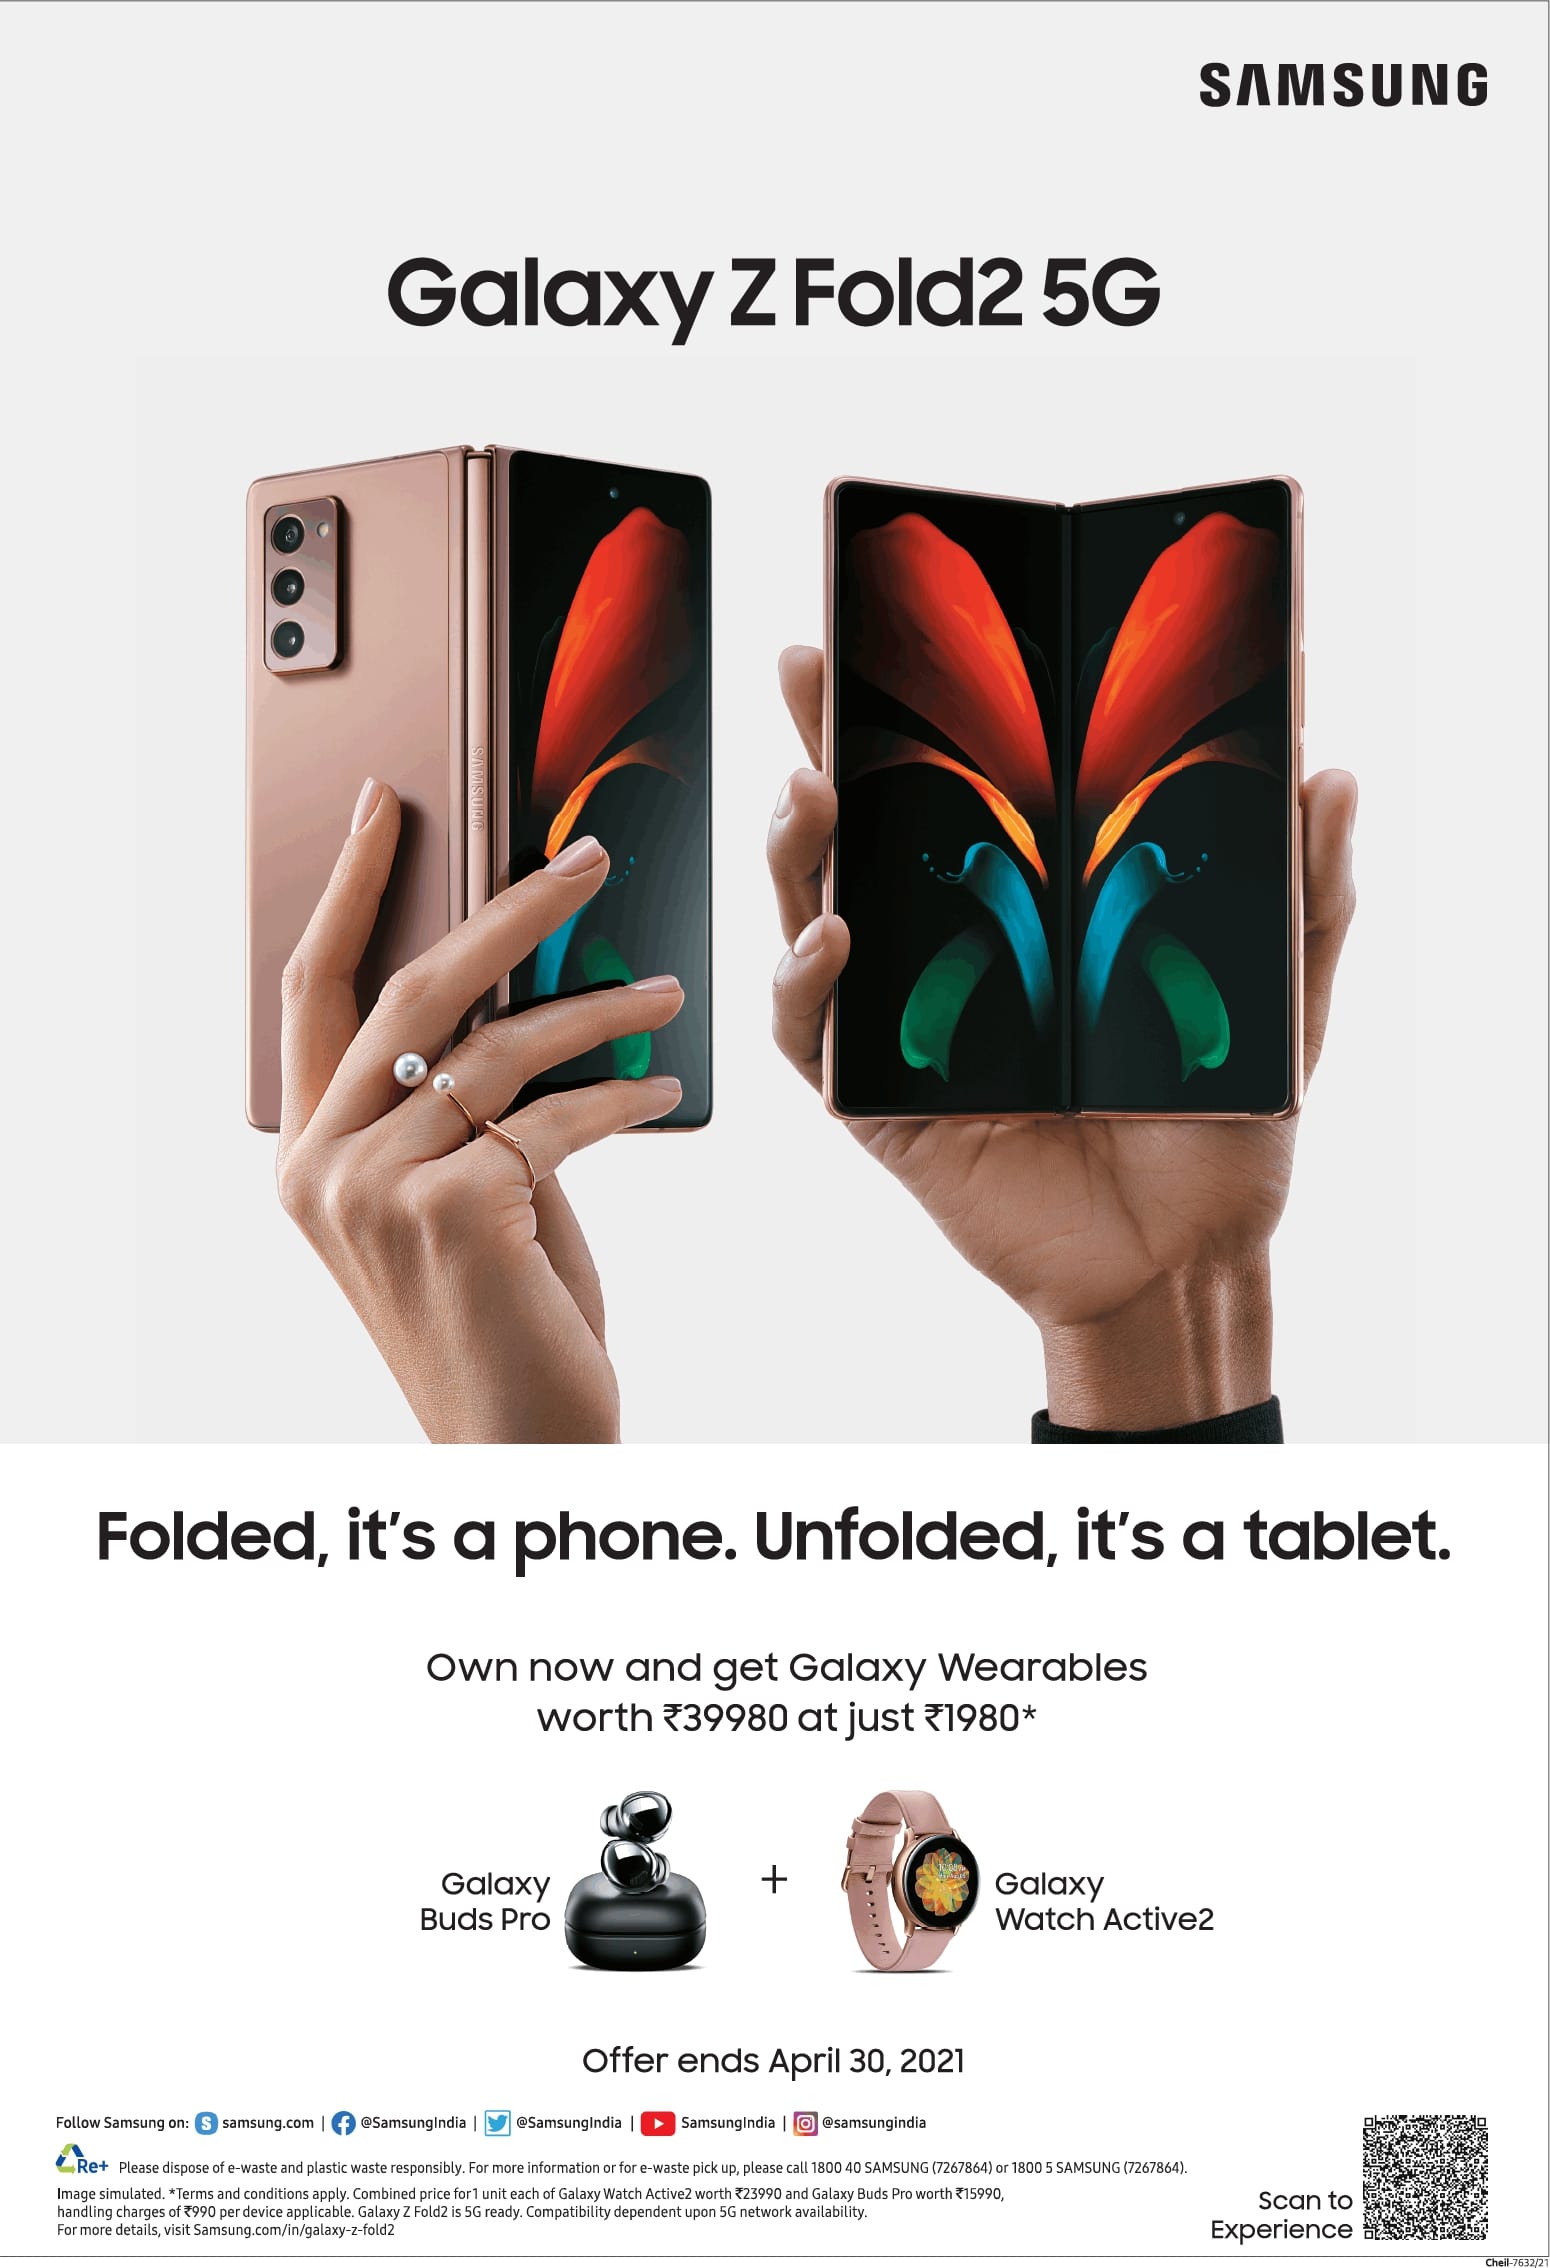 SAMSUNG
Galaxy Z Fold2 5G
SAMSUNG
Folded, it's a phone. Unfolded, it's a tablet.
Own now and get Galaxy Wearables
worth ₹39980 at just ₹1980*
Galaxy
Buds Pro
+
Galaxy
Watch Active2
Offer ends April 30, 2021
Follow Samsung on: S samsung.com | @SamsungIndia | @SamsungIndia | SamsungIndia | @samsungindia
Re+ Please dispose of e-waste and plastic waste responsibly. For more information or for e-waste pick up, please call 1800 40 SAMSUNG (7267864) or 1800 5 SAMSUNG (7267864).
Image simulated. *Terms and conditions apply. Combined price for1 unit each of Galaxy Watch Active2 worth ₹23990 and Galaxy Buds Pro worth ₹15990,
handling charges of ₹990 per device applicable. Galaxy Z Fold2 is 5G ready. Compatibility dependent upon 5G network availability.
For more details, visit Samsung.com/in/galaxy-z-fold2
Scan to
Experience
Cheil-7632/21